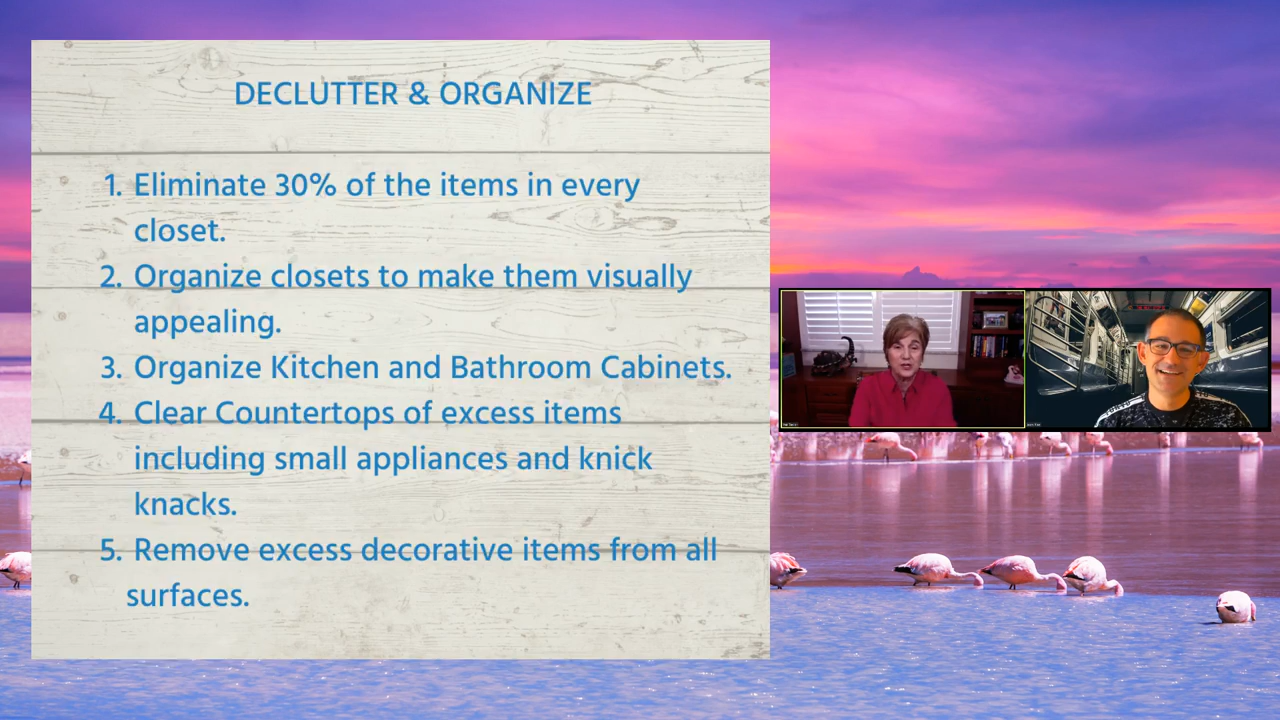 DECLUTTER & ORGANIZE
1. Eliminate 30% of the items in every
closet.
2. Organize closets to make them visually
appealing.
3. Organize Kitchen and Bathroom Cabinets.
4. Clear Countertops of excess items
including small appliances and knick
knacks.
5. Remove excess decorative items from all
surfaces.